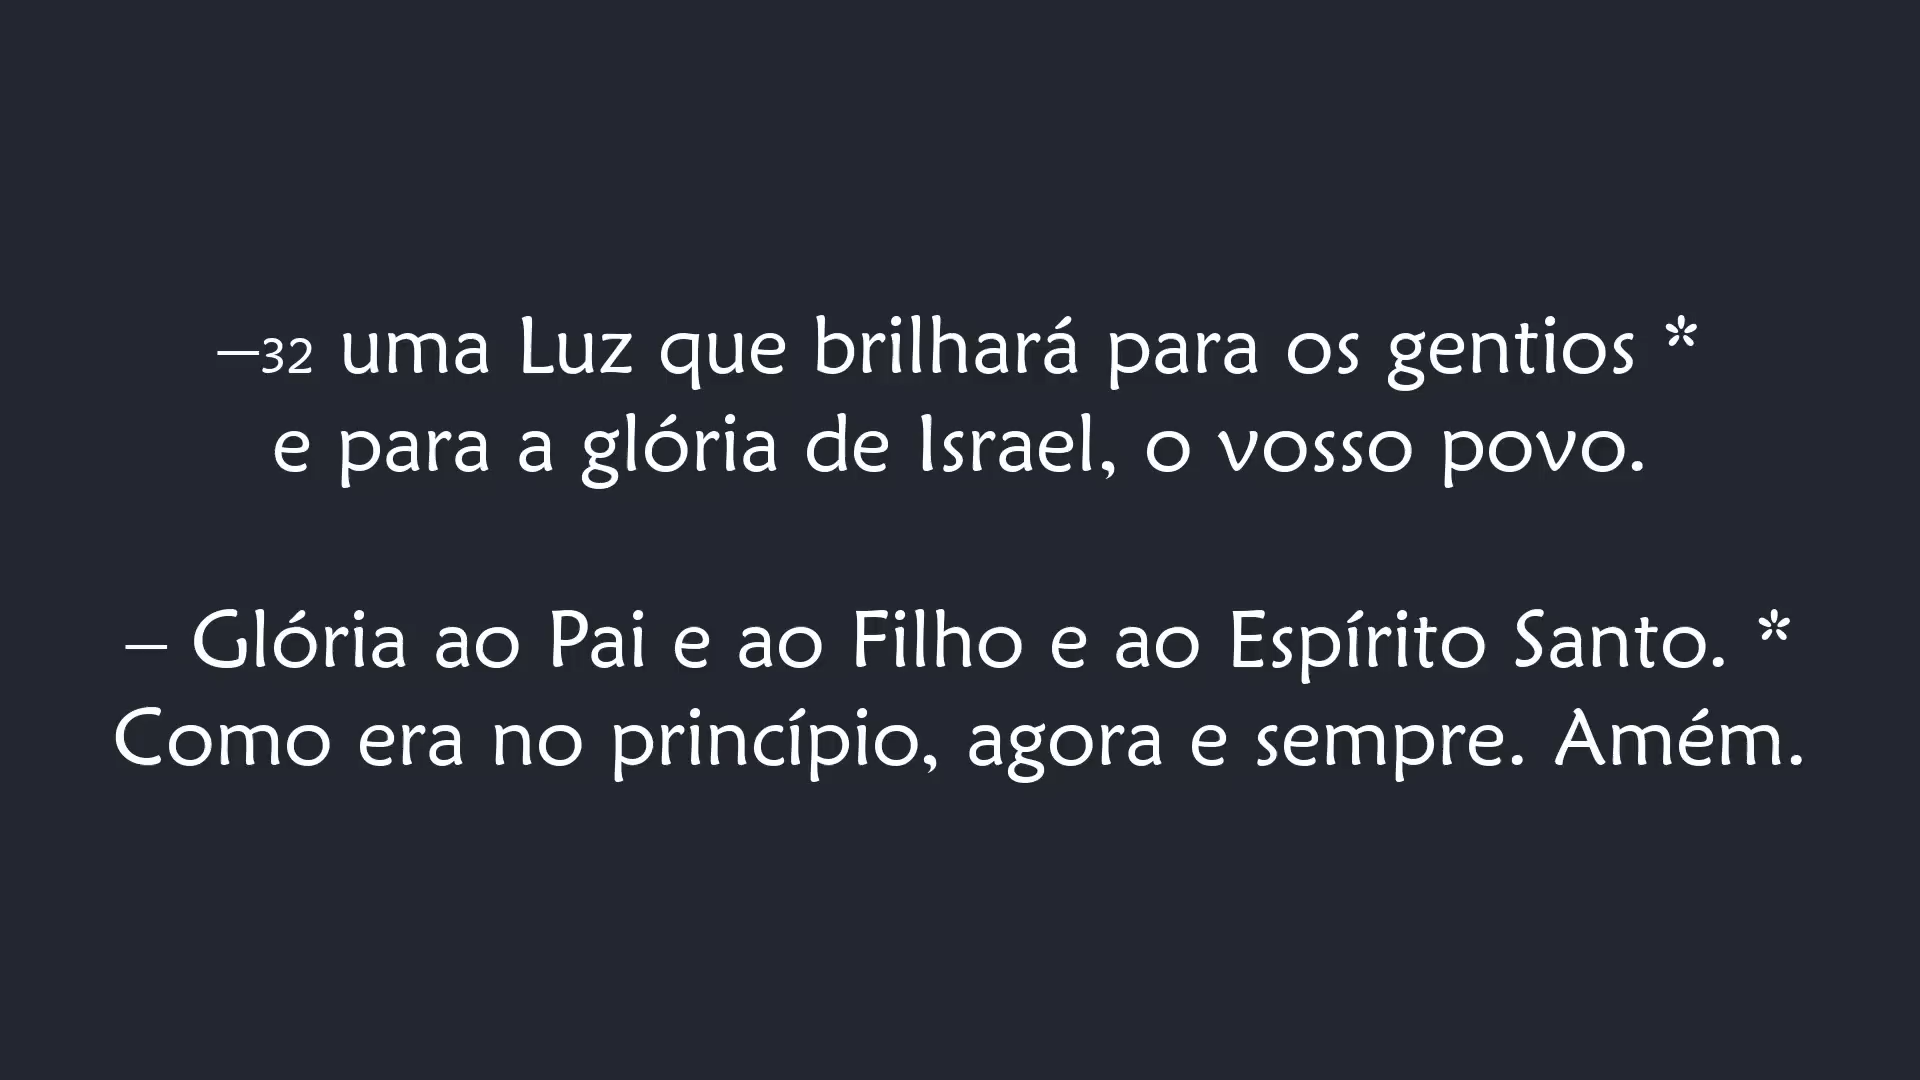 –32 uma Luz que brilhará para os gentios *
e para a glória de Israel, o vosso povo.
– Glória ao Pai e ao Filho e ao Espírito Santo. *
Como era no princípio, agora e sempre. Amém.